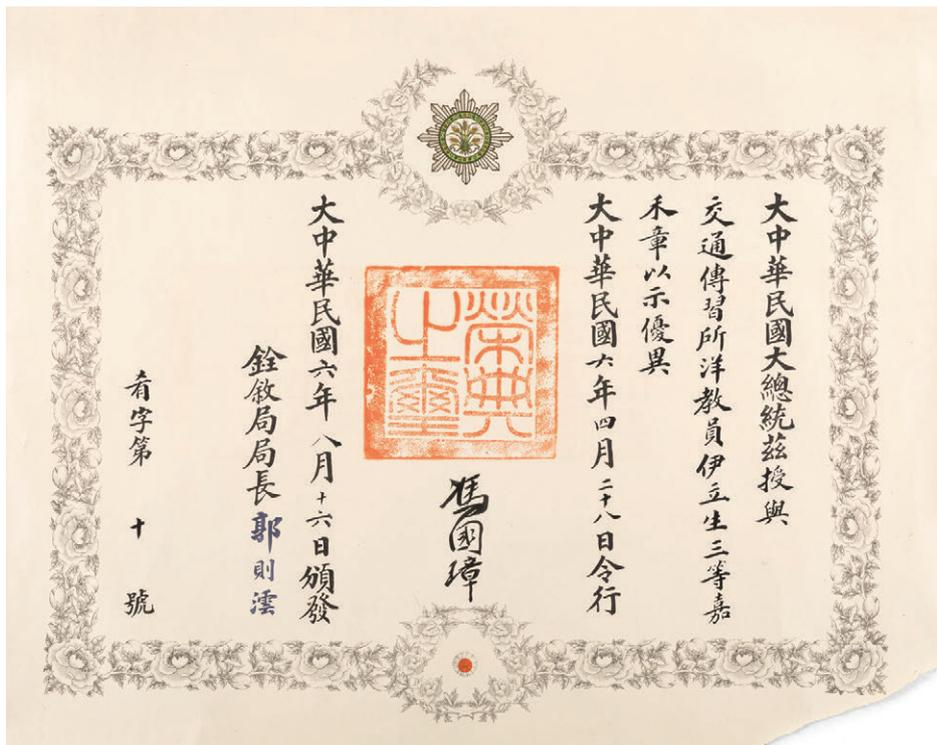 大中華民國大總統茲授與
交通傳習所洋教員伊立生三等嘉
禾章以示優異
大中華民國六年四月二十八日令行
榮典之璽
馮國璋
大中華民國六年八月十六日頒發
銓敘局局長郭則澐
字第十號